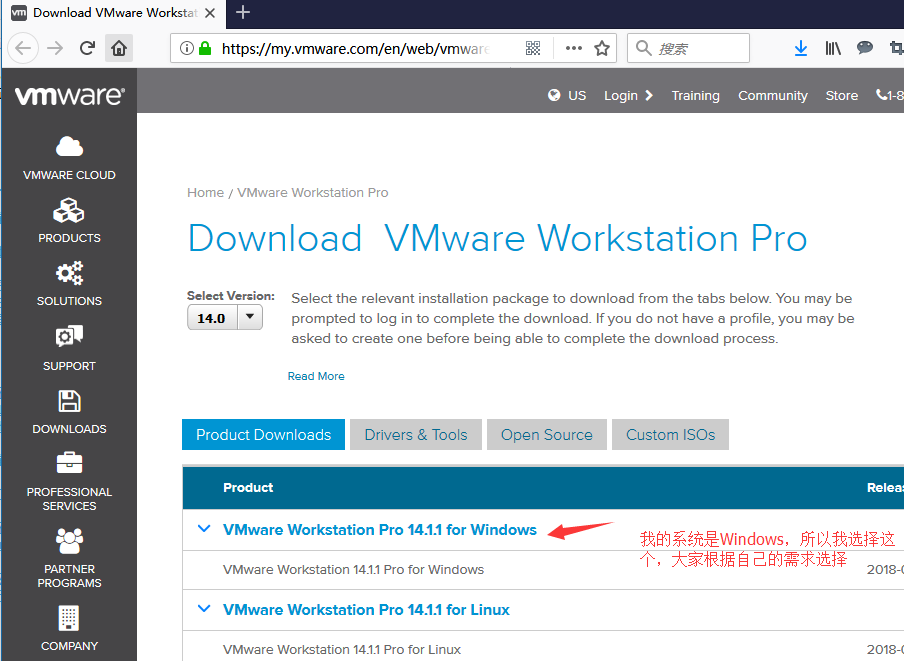 Download VMware Workstat
https://my.vmware.com/en/web/vmware
搜索
vmware®
US
Login
Training
Community
Store
1-8
VMWARE CLOUD
PRODUCTS
SOLUTIONS
SUPPORT
DOWNLOADS
PROFESSIONAL
SERVICES
PARTNER
PROGRAMS
COMPANY
Home / VMware Workstation Pro
Download VMware Workstation Pro
Select Version:
14.0
Select the relevant installation package to download from the tabs below. You may be
prompted to log in to complete the download. If you do not have a profile, you may be
asked to create one before being able to complete the download process.
Read More
Product Downloads
Drivers & Tools
Open Source
Custom ISOs
Product
Relea
VMware Workstation Pro 14.1.1 for Windows
我的系统是Windows，所以我选择这
个，大家根据自己的需求选择
VMware Workstation 14.1.1 Pro for Windows
2018-0
VMware Workstation Pro 14.1.1 for Linux
VMware Workstation 14.1.1 Pro for Linux
2018-0